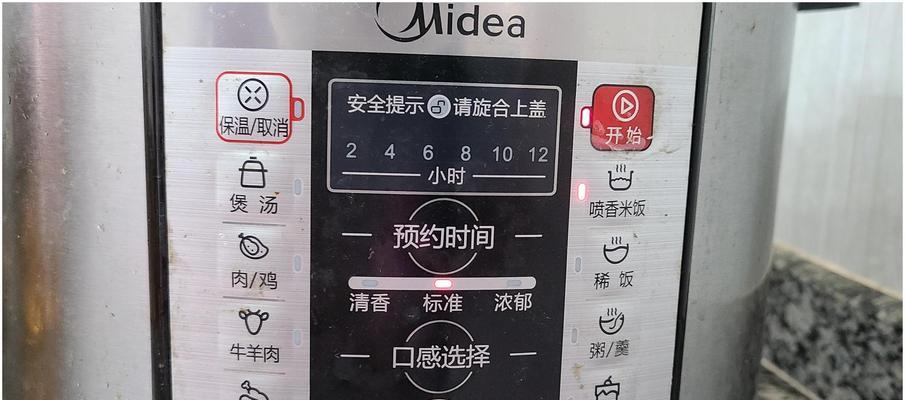 Midea
安全提示 请旋合上盖
2 4 6 8 10 12
小时
预约时间
清香 标准 浓郁
口感选择
保温/取消
煲汤
肉/鸡
牛羊肉
开始
喷香米饭
稀饭
粥/羹